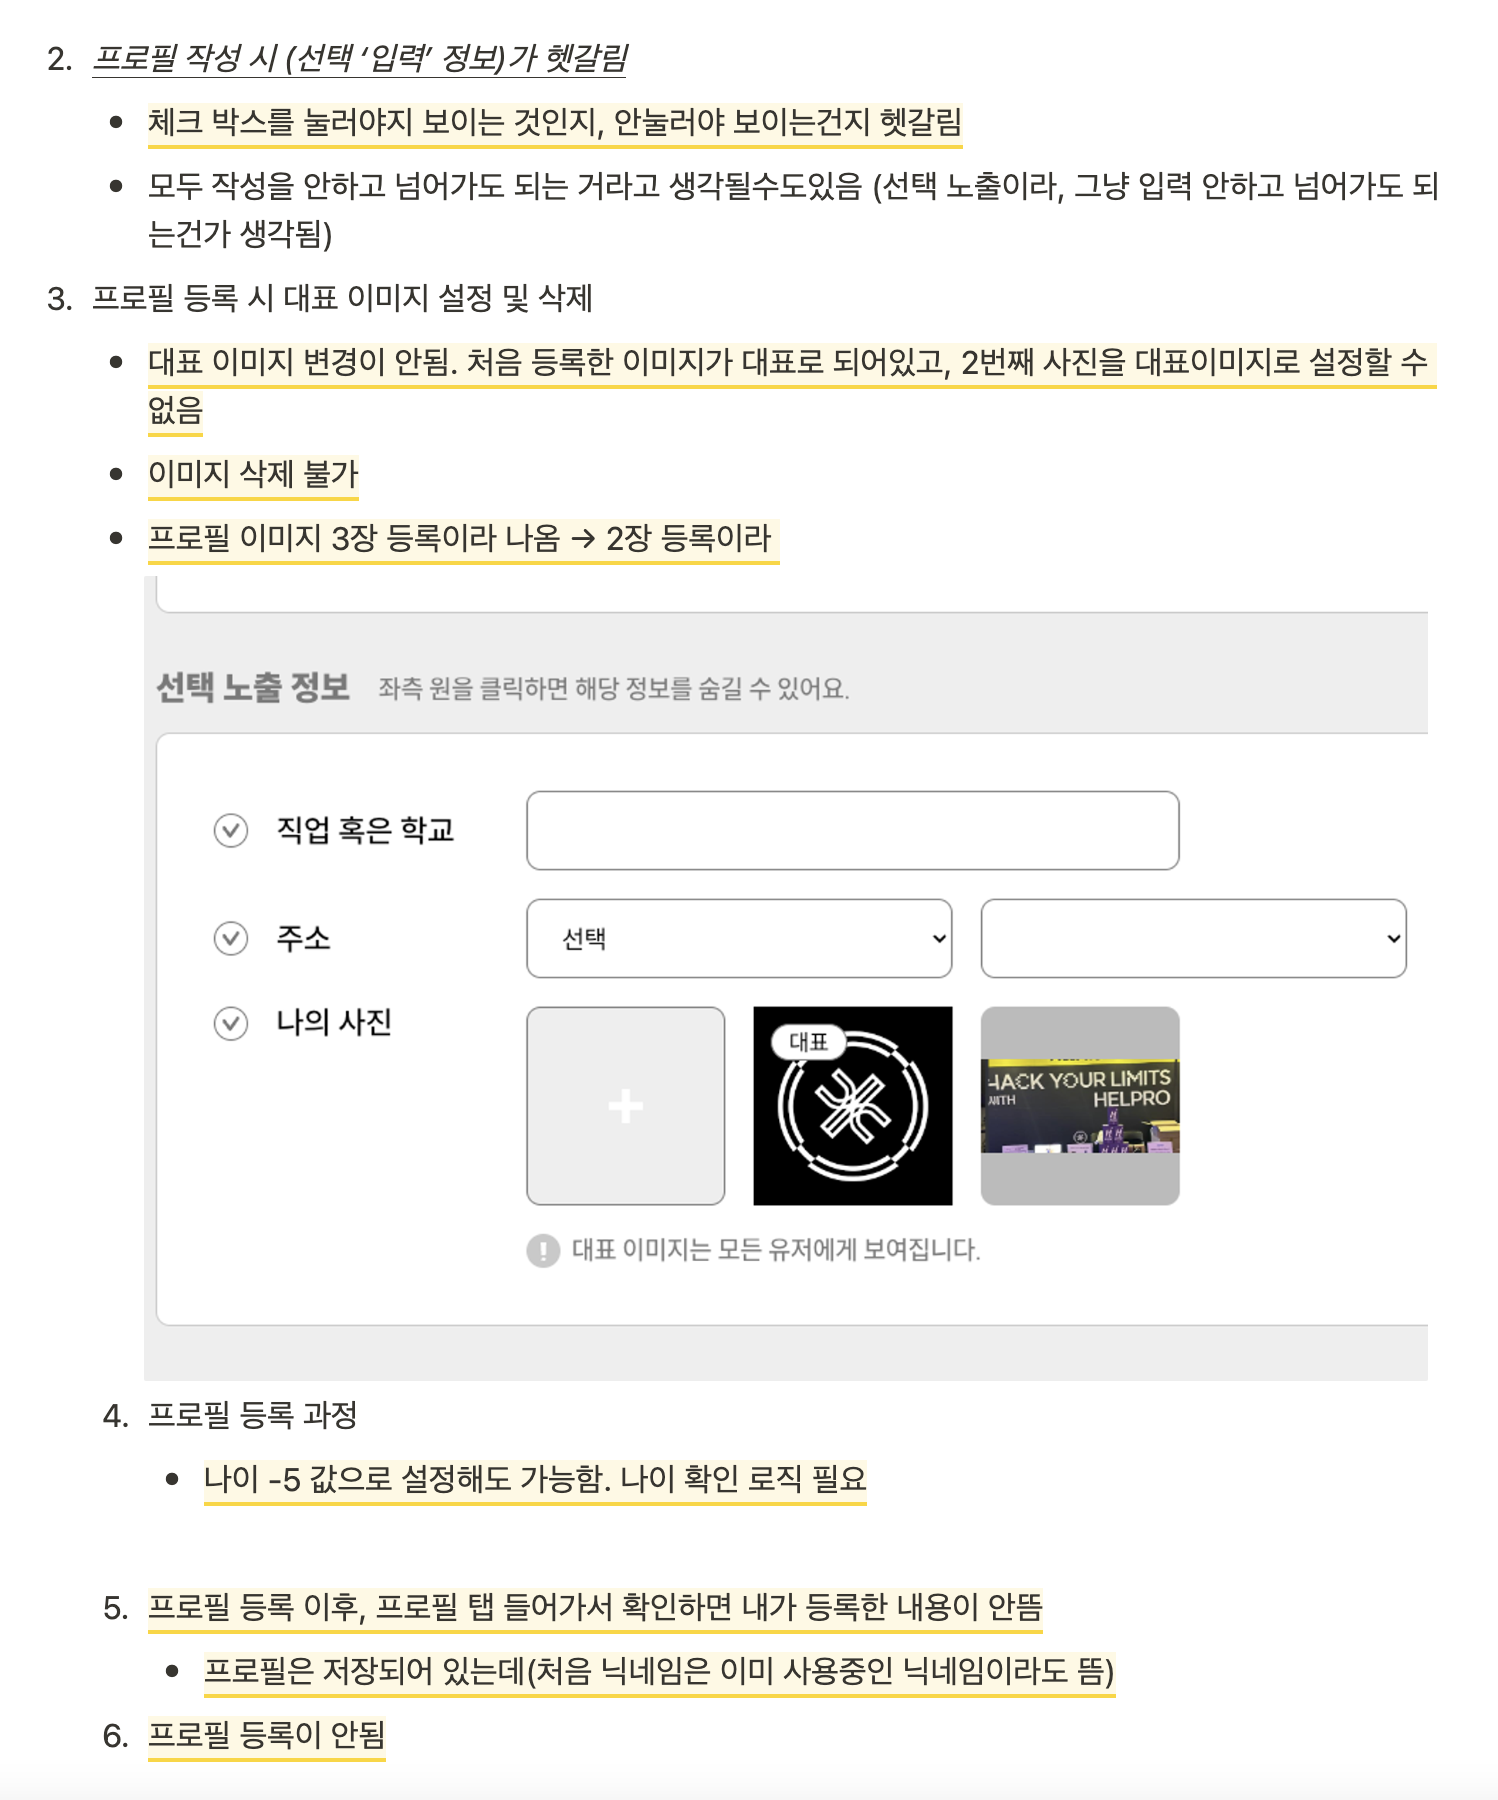 2. 프로필 작성 시 (선택 ‘입력’ 정보)가 헷갈림
• 체크 박스를 눌러야지 보이는 것인지, 안눌러야 보이는건지 헷갈림
• 모두 작성을 안하고 넘어가도 되는 거라고 생각될수도있음 (선택 노출이라, 그냥 입력 안하고 넘어가도 되
는건가 생각됨)
3. 프로필 등록 시 대표 이미지 설정 및 삭제
• 대표 이미지 변경이 안됨. 처음 등록한 이미지가 대표로 되어있고, 2번째 사진을 대표이미지로 설정할 수
없음
• 이미지 삭제 불가
• 프로필 이미지 3장 등록이라 나옴 → 2장 등록이라
선택 노출 정보 좌측 원을 클릭하면 해당 정보를 숨길 수 있어요.
직업 혹은 학교
주소 선택
나의 사진
대표
HACK YOUR LIMITS
WITH HELPRO
대표 이미지는 모든 유저에게 보여집니다.
4. 프로필 등록 과정
• 나이 -5 값으로 설정해도 가능함. 나이 확인 로직 필요
5. 프로필 등록 이후, 프로필 탭 들어가서 확인하면 내가 등록한 내용이 안뜸
• 프로필은 저장되어 있는데(처음 닉네임은 이미 사용중인 닉네임이라도 뜸)
6. 프로필 등록이 안됨